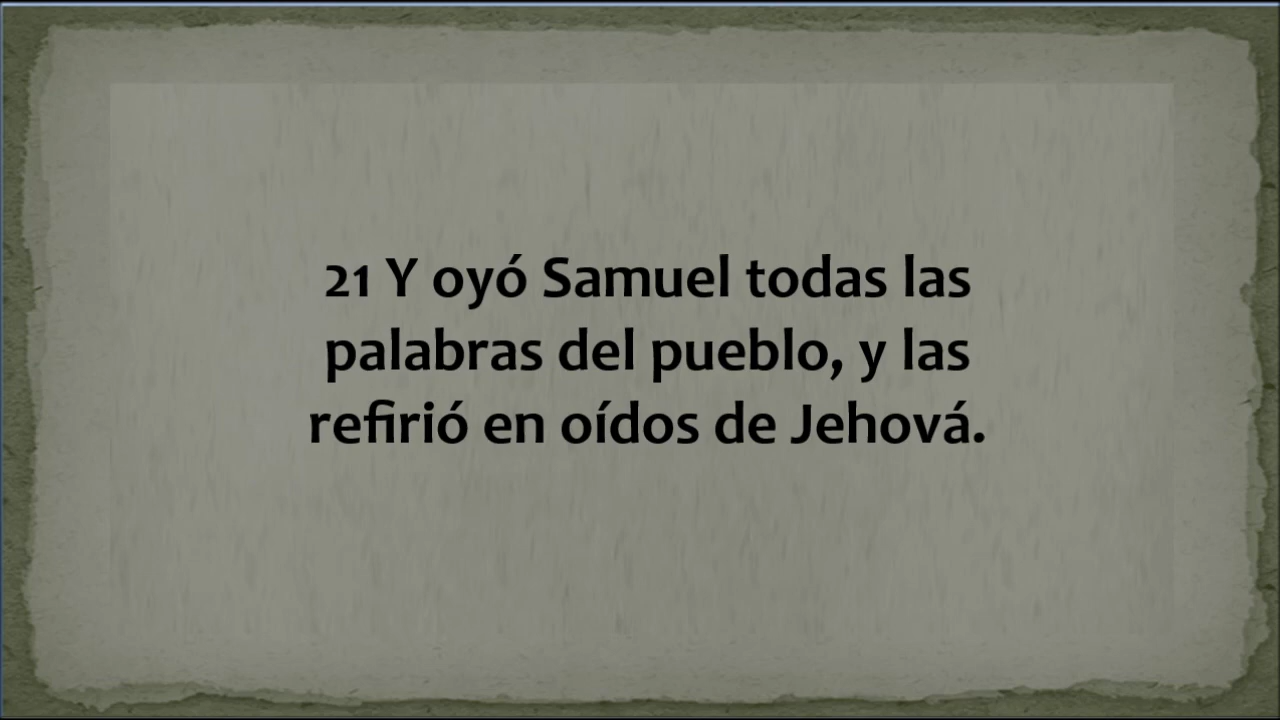 21 Y oyó Samuel todas las
palabras del pueblo, y las
refirió en oídos de Jehová.